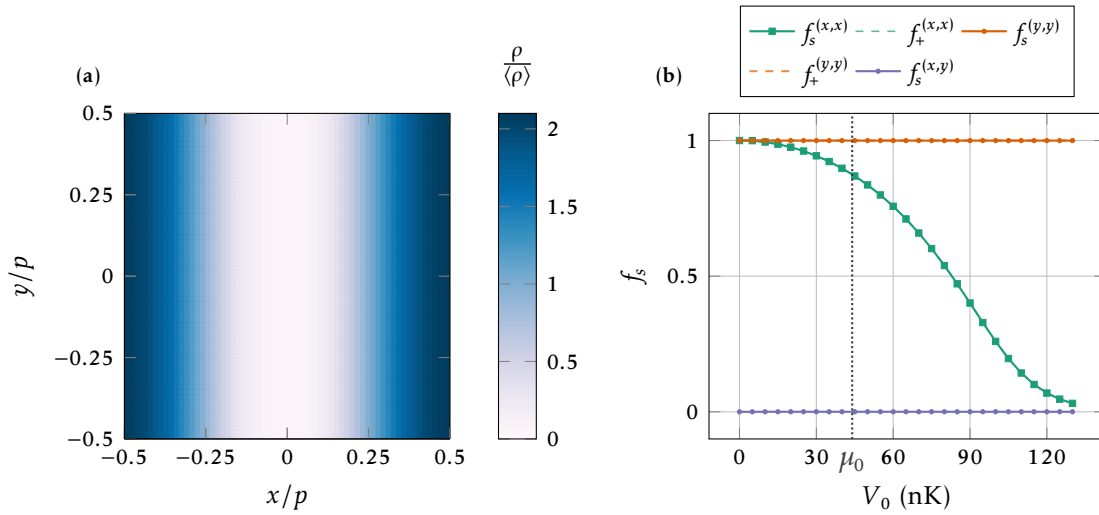 (a)
ρ/⟨ρ⟩
0.5
0.25
0
−0.25
−0.5
y/p
−0.5 −0.25 0 0.25 0.5
x/p
2
1.5
1
0.5
0
(b)
f_s^(x,x) f_+^(x,x) f_s^(y,y)
f_+^(y,y) f_s^(x,y)
1
0.5
0
f_s
0 30 μ_0 60 90 120
V_0 (nK)